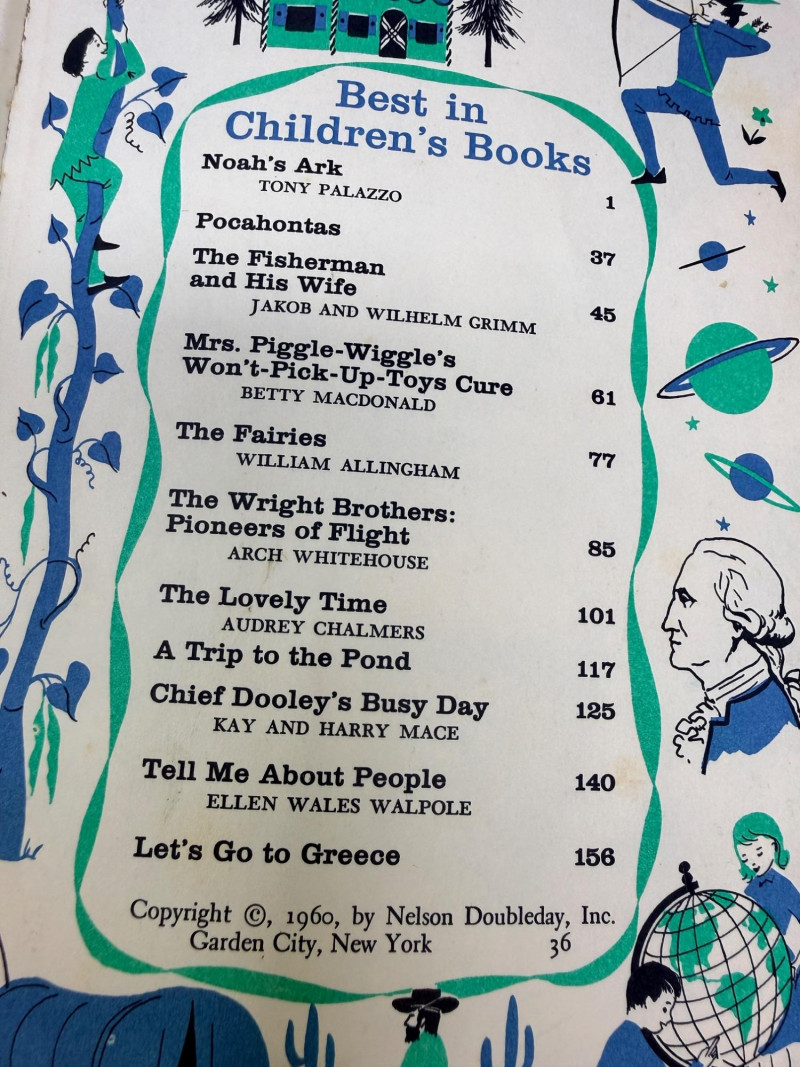 Best in
Children's Books
Noah's Ark
TONY PALAZZO 1
Pocahontas 37
The Fisherman
and His Wife
JAKOB AND WILHELM GRIMM 45
Mrs. Piggle-Wiggle's
Won't-Pick-Up-Toys Cure
BETTY MACDONALD 61
The Fairies
WILLIAM ALLINGHAM 77
The Wright Brothers:
Pioneers of Flight
ARCH WHITEHOUSE 85
The Lovely Time 101
AUDREY CHALMERS
A Trip to the Pond 117
Chief Dooley's Busy Day 125
KAY AND HARRY MACE
Tell Me About People 140
ELLEN WALES WALPOLE
Let's Go to Greece 156
Copyright ©, 1960, by Nelson Doubleday, Inc.
Garden City, New York 36